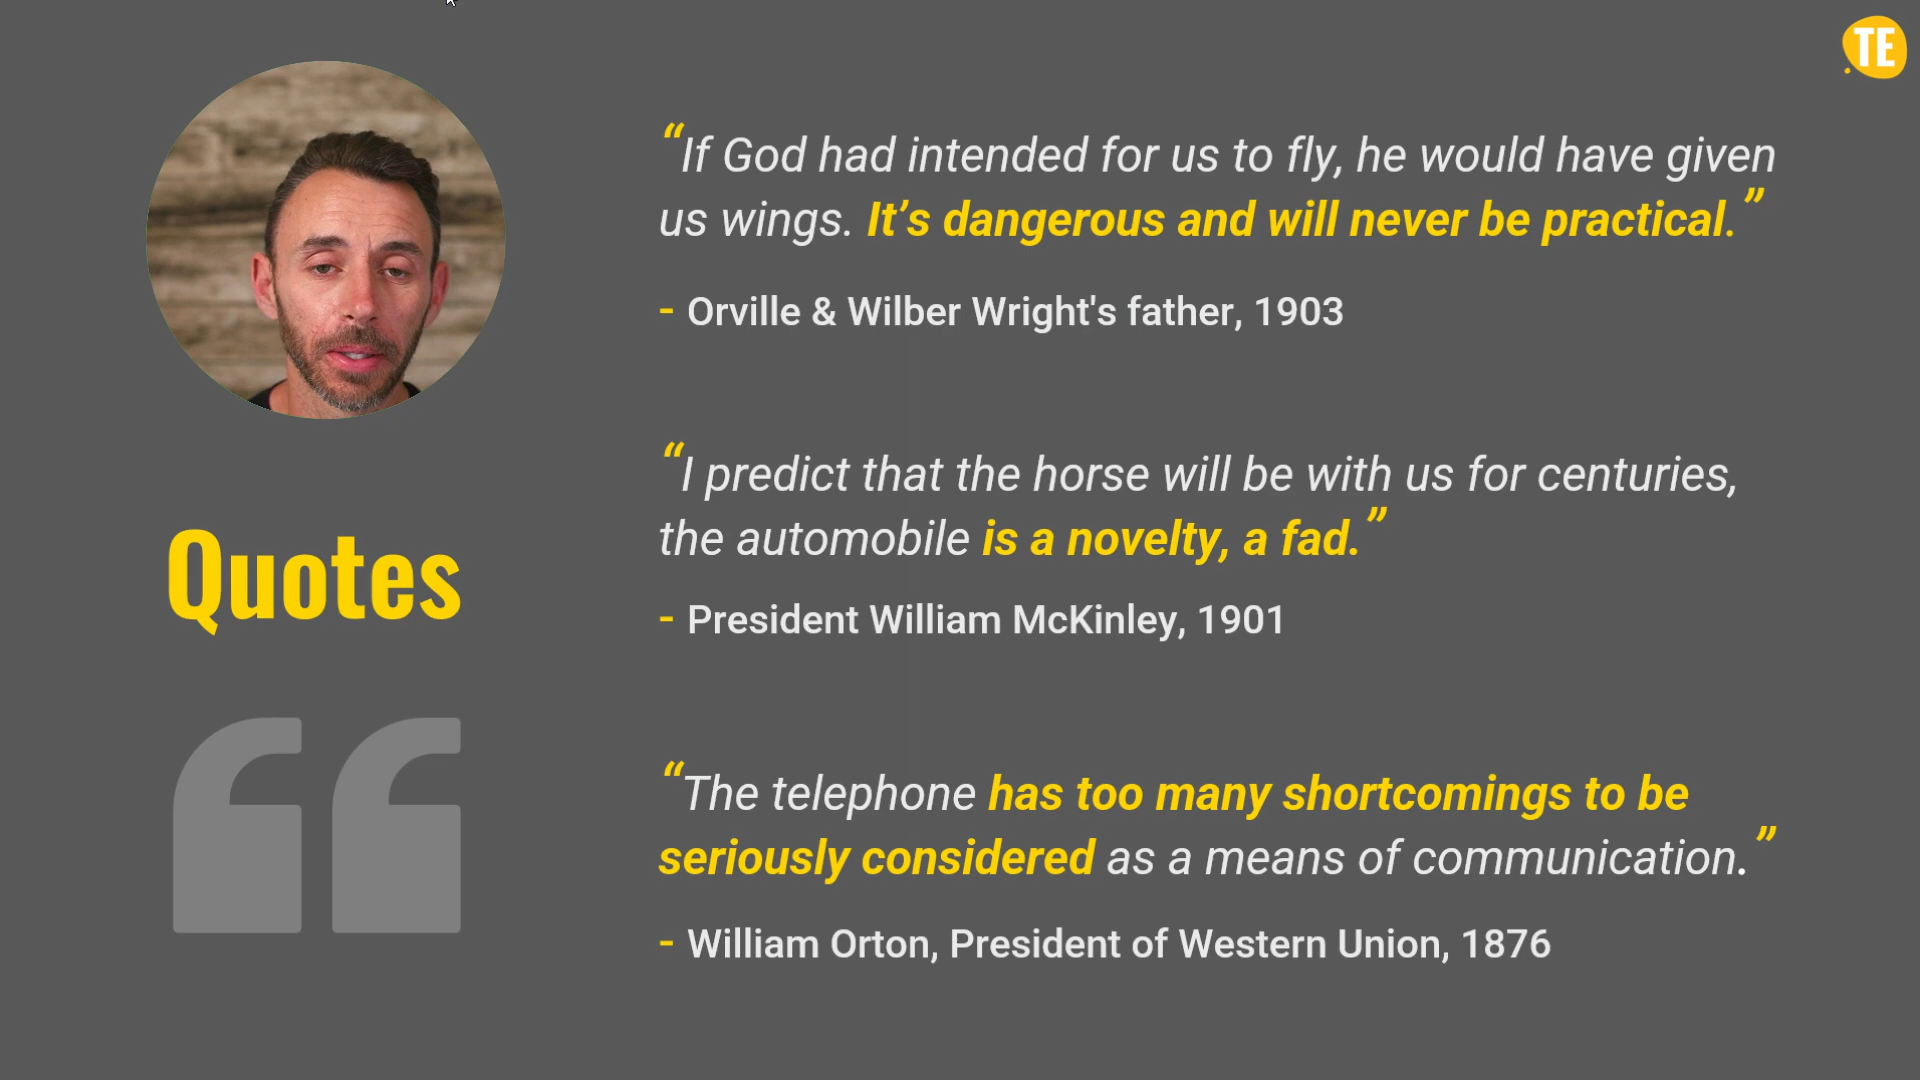 TE
“If God had intended for us to fly, he would have given
us wings. It’s dangerous and will never be practical.”
- Orville & Wilber Wright's father, 1903
“I predict that the horse will be with us for centuries,
the automobile is a novelty, a fad.”
- President William McKinley, 1901
Quotes
“The telephone has too many shortcomings to be
seriously considered as a means of communication.”
- William Orton, President of Western Union, 1876